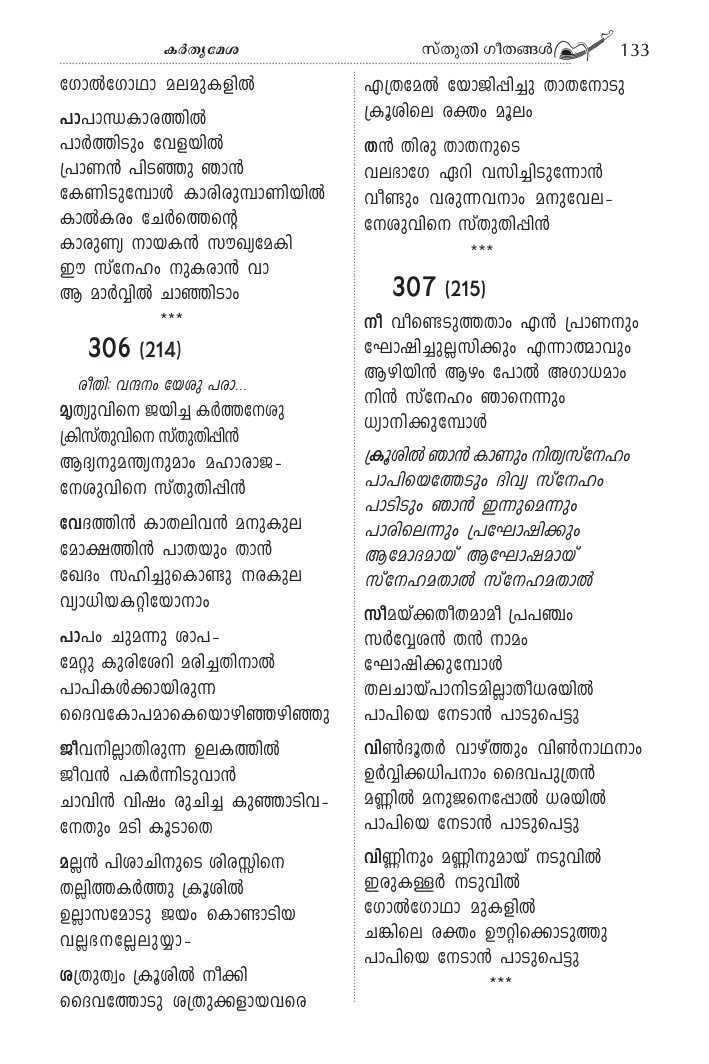 കർതൃമേശ
സ്തുതി ഗീതങ്ങൾ 133
ഗോൽഗോഥാ മലമുകളിൽ
പാപാന്ധകാരത്തിൽ
പാർത്തിടും വേളയിൽ
പ്രാണൻ പിടഞ്ഞു ഞാൻ
കേണിടുമ്പോൾ കാരിരുമ്പാണിയിൽ
കാൽകരം ചേർത്തെന്റെ
കാരുണ്യ നായകൻ സൗഖ്യമേകി
ഈ സ്നേഹം നുകരാൻ വാ
ആ മാർവ്വിൽ ചാഞ്ഞിടാം
***
306 (214)
രീതി: വന്ദനം യേശു പരാ...
മൃത്യുവിനെ ജയിച്ച കർത്തനേശു
ക്രിസ്തുവിനെ സ്തുതിപ്പിൻ
ആദ്യനുമന്ത്യനുമാം മഹാരാജ-
നേശുവിനെ സ്തുതിപ്പിൻ
വേദത്തിൻ കാതലിവൻ മനുകുല
മോക്ഷത്തിൻ പാതയും താൻ
ഖേദം സഹിച്ചുകൊണ്ടു നരകുല
വ്യാധിയകറ്റിയോനാം
പാപം ചുമന്നു ശാപ-
മേറ്റു കുരിശേറി മരിച്ചതിനാൽ
പാപികൾക്കായിരുന്ന
ദൈവകോപമാകെയൊഴിഞ്ഞഴിഞ്ഞു
ജീവനില്ലാതിരുന്ന ഉലകത്തിൽ
ജീവൻ പകർന്നിടുവാൻ
ചാവിൻ വിഷം രുചിച്ച കുഞ്ഞാടിവ-
നേതും മടി കൂടാതെ
മല്ലൻ പിശാചിനുടെ ശിരസ്സിനെ
തല്ലിത്തകർത്തു ക്രൂശിൽ
ഉല്ലാസമോടു ജയം കൊണ്ടാടിയ
വല്ലഭനല്ലേലുയ്യാ-
ശത്രുത്വം ക്രൂശിൽ നീക്കി
ദൈവത്തോടു ശത്രുക്കളായവരെ
എത്രമേൽ യോജിപ്പിച്ചു താതനോടു
ക്രൂശിലെ രക്തം മൂലം
തൻ തിരു താതനുടെ
വലഭാഗേ ഏറി വസിച്ചിടുന്നോൻ
വീണ്ടും വരുന്നവനാം മനുവേല-
നേശുവിനെ സ്തുതിപ്പിൻ
***
307 (215)
നീ വീണ്ടെടുത്തതാം എൻ പ്രാണനും
ഘോഷിച്ചുല്ലസിക്കും എന്നാത്മാവും
ആഴിയിൻ ആഴം പോൽ അഗാധമാം
നിൻ സ്നേഹം ഞാനെന്നും
ധ്യാനിക്കുമ്പോൾ
ക്രൂശിൽ ഞാൻ കാണും നിത്യസ്നേഹം
പാപിയെത്തേടും ദിവ്യ സ്നേഹം
പാടിടും ഞാൻ ഇന്നുമെന്നും
പാരിലെന്നും പ്രഘോഷിക്കും
ആമോദമായ് ആഘോഷമായ്
സ്നേഹമതാൽ സ്നേഹമതാൽ
സീമയ്ക്കതീതമാമീ പ്രപഞ്ചം
സർവ്വേശൻ തൻ നാമം
ഘോഷിക്കുമ്പോൾ
തലചായ്പാനിടമില്ലാതീധരയിൽ
പാപിയെ നേടാൻ പാടുപെട്ടു
വിൺദൂതർ വാഴ്ത്തും വിൺനാഥനാം
ഉർവ്വിക്കധിപനാം ദൈവപുത്രൻ
മണ്ണിൽ മനുജനെപ്പോൽ ധരയിൽ
പാപിയെ നേടാൻ പാടുപെട്ടു
വിണ്ണിനും മണ്ണിനുമായ് നടുവിൽ
ഇരുകള്ളർ നടുവിൽ
ഗോൽഗോഥാ മുകളിൽ
ചങ്കിലെ രക്തം ഊറ്റിക്കൊടുത്തു
പാപിയെ നേടാൻ പാടുപെട്ടു
***